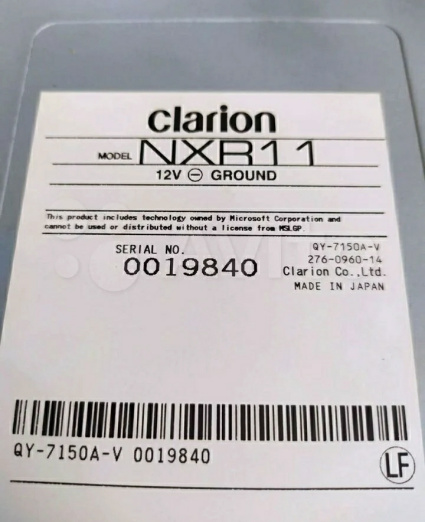 clarion
MODEL NXR11
12V ⊖ GROUND
This product includes technology owned by Microsoft Corporation and
cannot be used or distributed without a license from MSLGP.
SERIAL NO.
0019840
QY-7150A-V
276-0960-14
Clarion Co.,Ltd.
MADE IN JAPAN
QY-7150A-V 0019840
LF